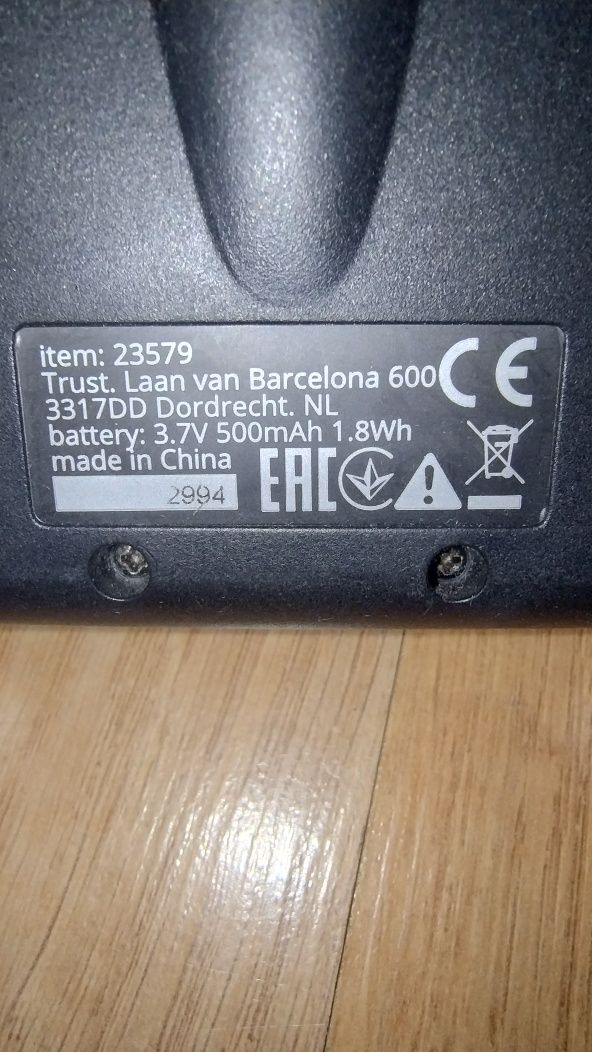 item: 23579
Trust. Laan van Barcelona 600
3317DD Dordrecht. NL
battery: 3.7V 500mAh 1.8Wh
made in China
2994
EAC
CE